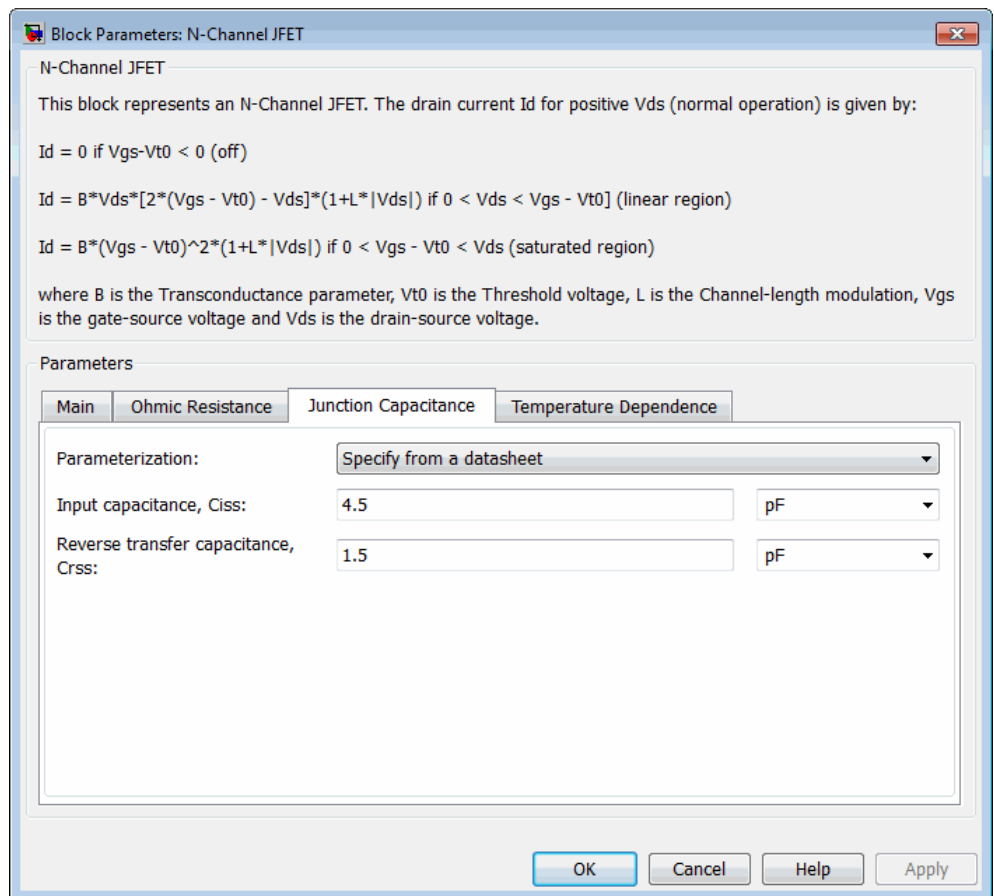 Block Parameters: N-Channel JFET
N-Channel JFET
This block represents an N-Channel JFET. The drain current Id for positive Vds (normal operation) is given by:
Id = 0 if Vgs-Vt0 < 0 (off)
Id = B*Vds*[2*(Vgs - Vt0) - Vds]*(1+L*|Vds|) if 0 < Vds < Vgs - Vt0] (linear region)
Id = B*(Vgs - Vt0)^2*(1+L*|Vds|) if 0 < Vgs - Vt0 < Vds (saturated region)
where B is the Transconductance parameter, Vt0 is the Threshold voltage, L is the Channel-length modulation, Vgs
is the gate-source voltage and Vds is the drain-source voltage.
Parameters
Main Ohmic Resistance Junction Capacitance Temperature Dependence
Parameterization: Specify from a datasheet
Input capacitance, Ciss: 4.5 pF
Reverse transfer capacitance,
Crss: 1.5 pF
OK Cancel Help Apply